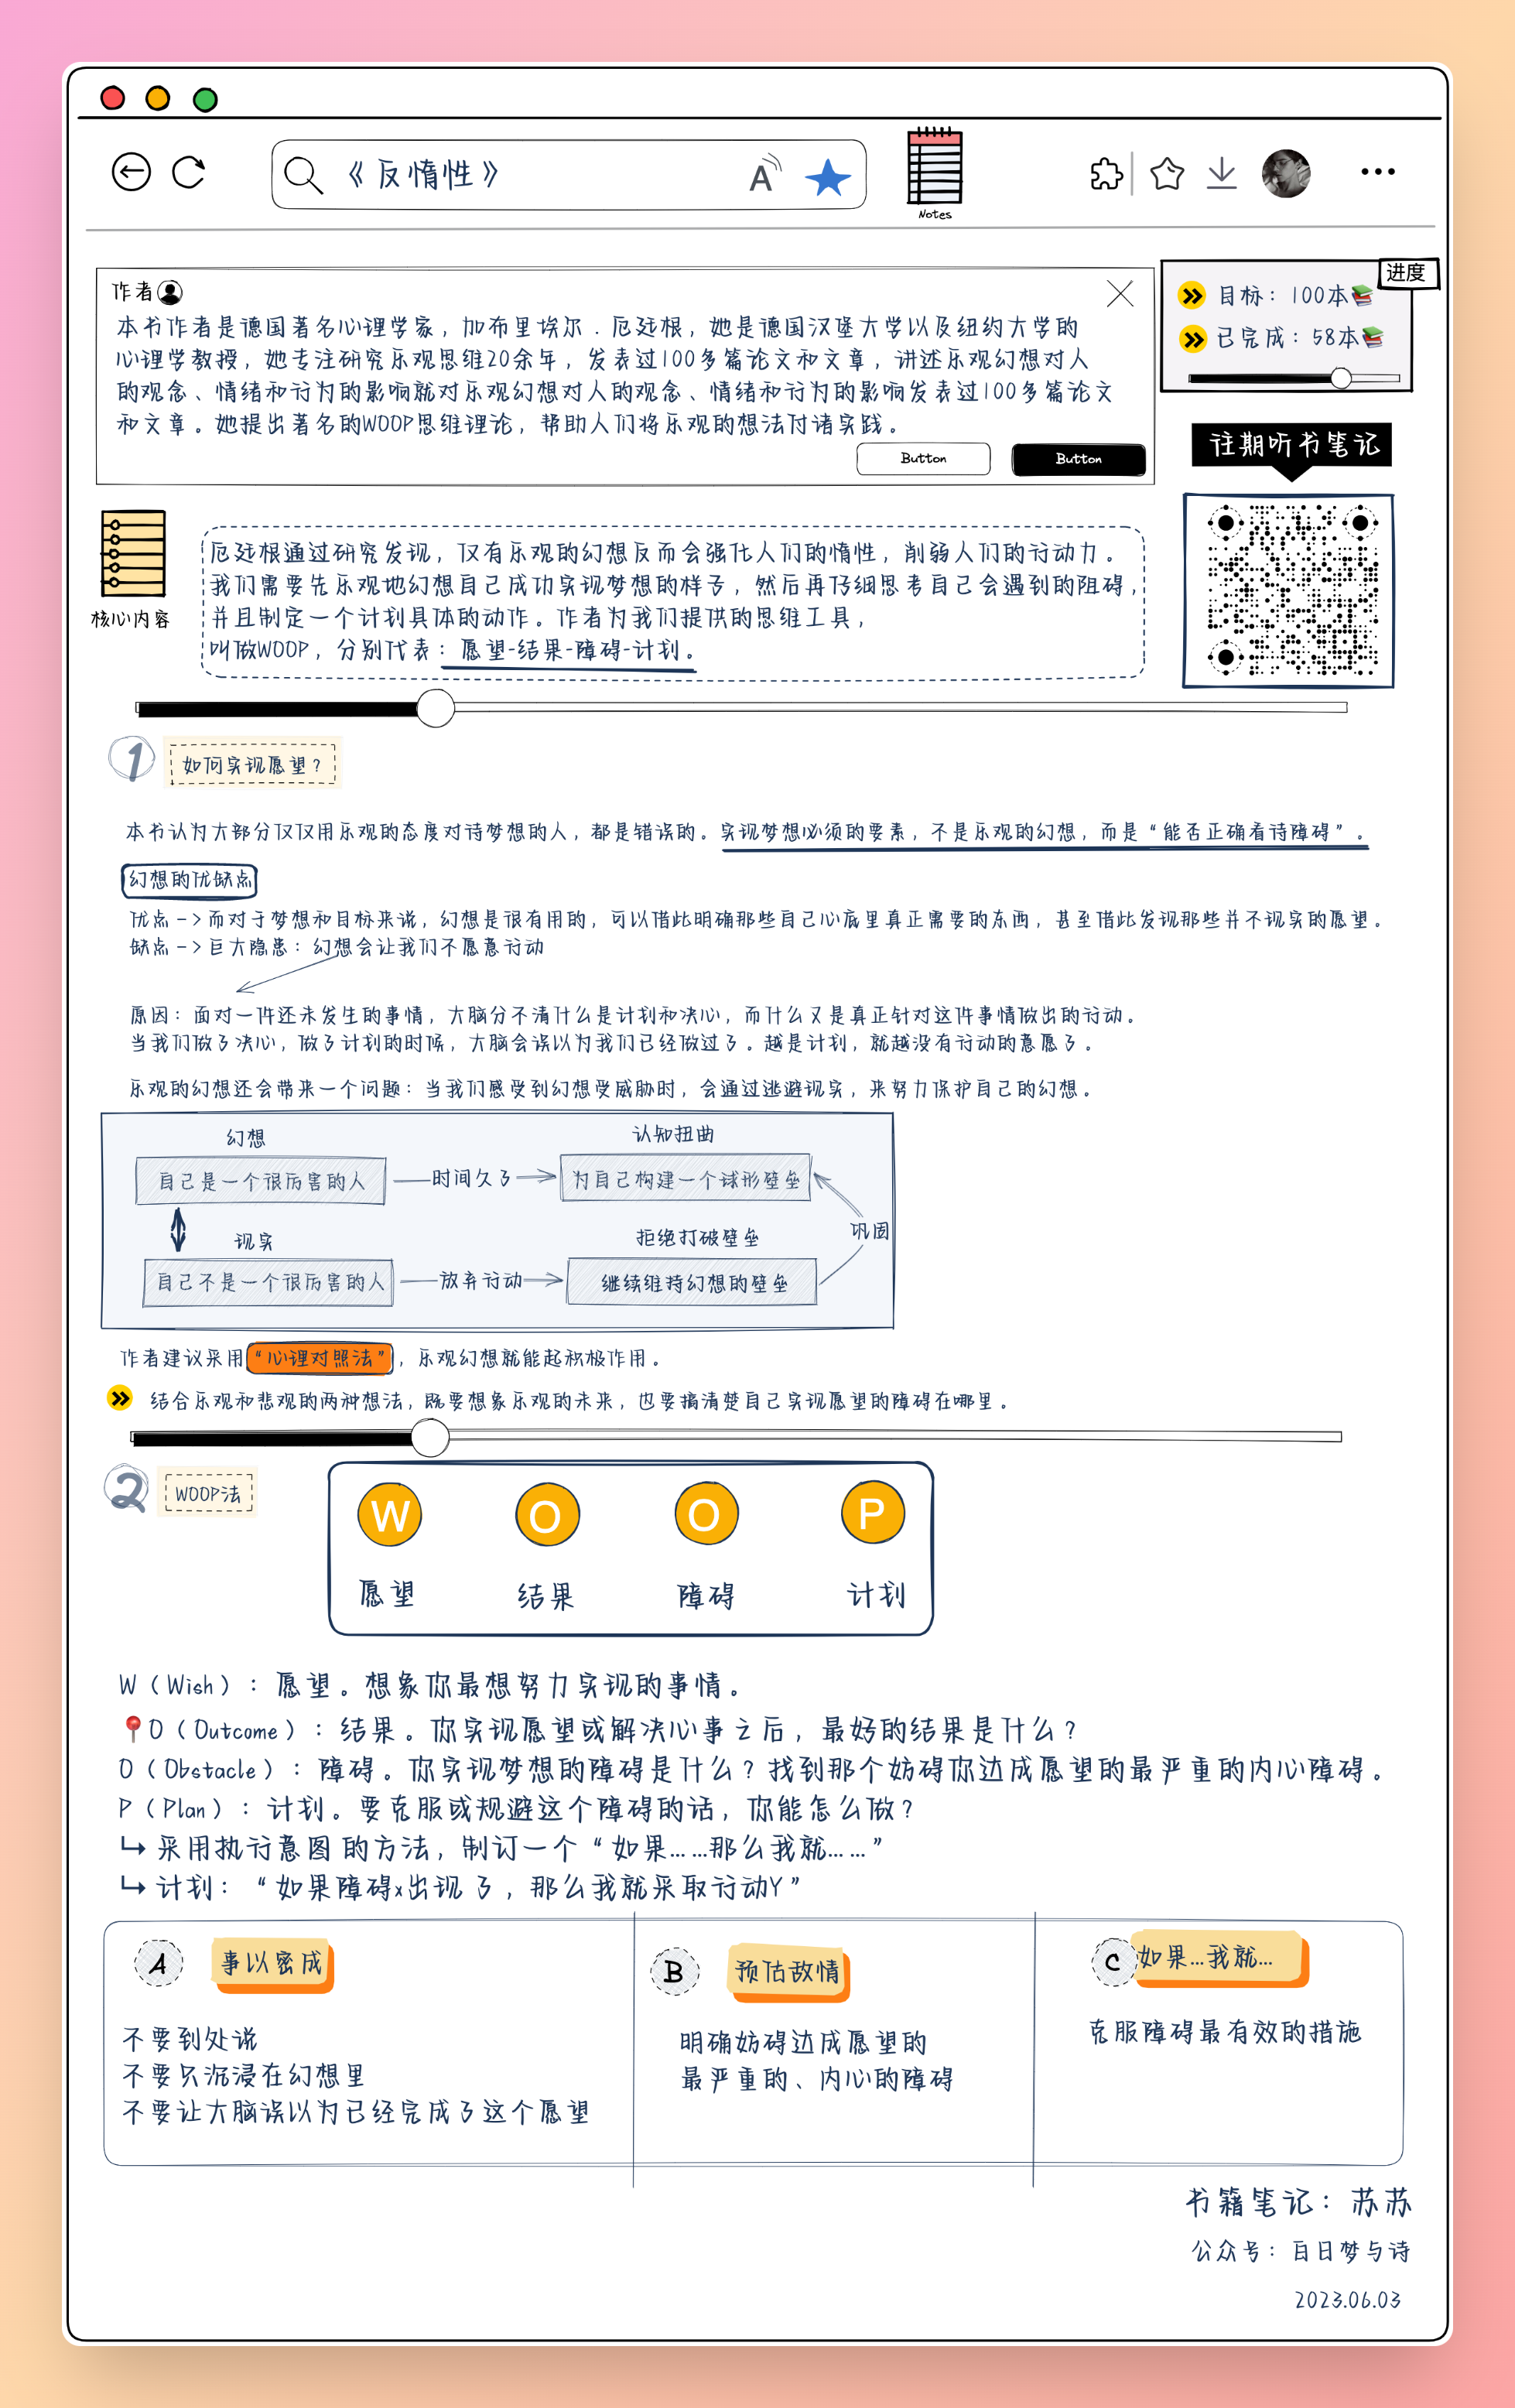 《反惰性》
A
Notes
作者
本书作者是德国著名心理学家，加布里埃尔．厄廷根，她是德国汉堡大学以及纽约大学的
心理学教授，她专注研究乐观思维20余年，发表过100多篇论文和文章，讲述乐观幻想对人
的观念、情绪和行为的影响就对乐观幻想对人的观念、情绪和行为的影响发表过100多篇论文
和文章。她提出著名的WOOP思维理论，帮助人们将乐观的想法付诸实践。
Button
Button
进度
目标：100本
已完成：58本
往期听书笔记
核心内容
厄廷根通过研究发现，仅有乐观的幻想反而会强化人们的惰性，削弱人们的行动力。
我们需要先乐观地幻想自己成功实现梦想的样子，然后再仔细思考自己会遇到的阻碍，
并且制定一个计划具体的动作。作者为我们提供的思维工具，
叫做WOOP，分别代表：愿望-结果-障碍-计划。
1
如何实现愿望？
本书认为大部分仅仅用乐观的态度对待梦想的人，都是错误的。实现梦想必须的要素，不是乐观的幻想，而是“能否正确看待障碍”。
幻想的优缺点
优点->而对于梦想和目标来说，幻想是很有用的，可以借此明确那些自己心底里真正需要的东西，甚至借此发现那些并不现实的愿望。
缺点->巨大隐患：幻想会让我们不愿意行动
原因：面对一件还未发生的事情，大脑分不清什么是计划和决心，而什么又是真正针对这件事情做出的行动。
当我们做了决心，做了计划的时候，大脑会误以为我们已经做过了。越是计划，就越没有行动的意愿了。
乐观的幻想还会带来一个问题：当我们感受到幻想受威胁时，会通过逃避现实，来努力保护自己的幻想。
幻想
认知扭曲
自己是一个很厉害的人
时间久了
为自己构建一个球形壁垒
巩固
现实
拒绝打破壁垒
自己不是一个很厉害的人
放弃行动
继续维持幻想的壁垒
作者建议采用“心理对照法”，乐观幻想就能起积极作用。
结合乐观和悲观的两种想法，既要想象乐观的未来，也要搞清楚自己实现愿望的障碍在哪里。
2
WOOP法
W
O
O
P
愿望
结果
障碍
计划
W（Wish）：愿望。想象你最想努力实现的事情。
O（Outcome）：结果。你实现愿望或解决心事之后，最好的结果是什么？
O（Obstacle）：障碍。你实现梦想的障碍是什么？找到那个妨碍你达成愿望的最严重的内心障碍。
P（Plan）：计划。要克服或规避这个障碍的话，你能怎么做？
↳采用执行意图的方法，制订一个“如果……那么我就……”
↳计划：“如果障碍x出现了，那么我就采取行动Y”
A
事以密成
不要到处说
不要只沉浸在幻想里
不要让大脑误以为已经完成了这个愿望
B
预估敌情
明确妨碍达成愿望的
最严重的、内心的障碍
C
如果...我就...
克服障碍最有效的措施
书籍笔记：苏苏
公众号：百日梦与诗
2023.06.03